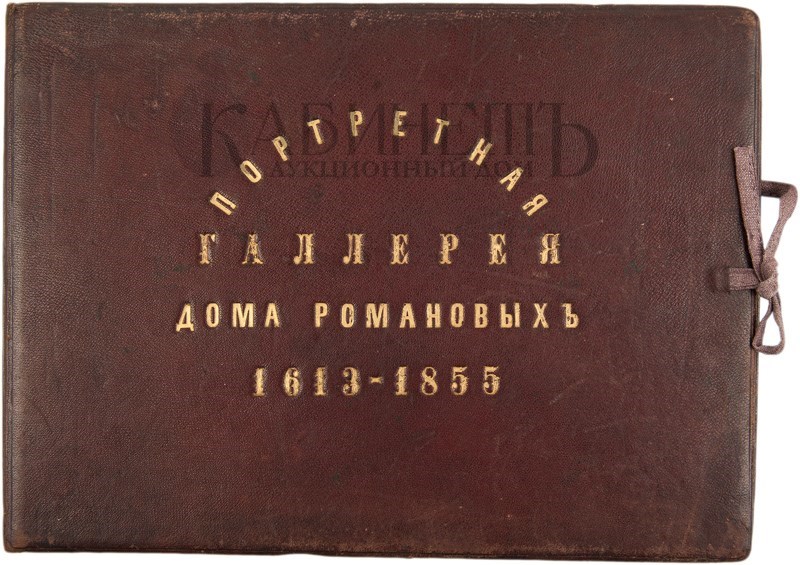 КАБИНЕТЪ
АУКЦИОННЫЙ ДОМ
ПОРТРЕТНАЯ
ГАЛЛЕРЕЯ
ДОМА РОМАНОВЫХЪ
1613-1855